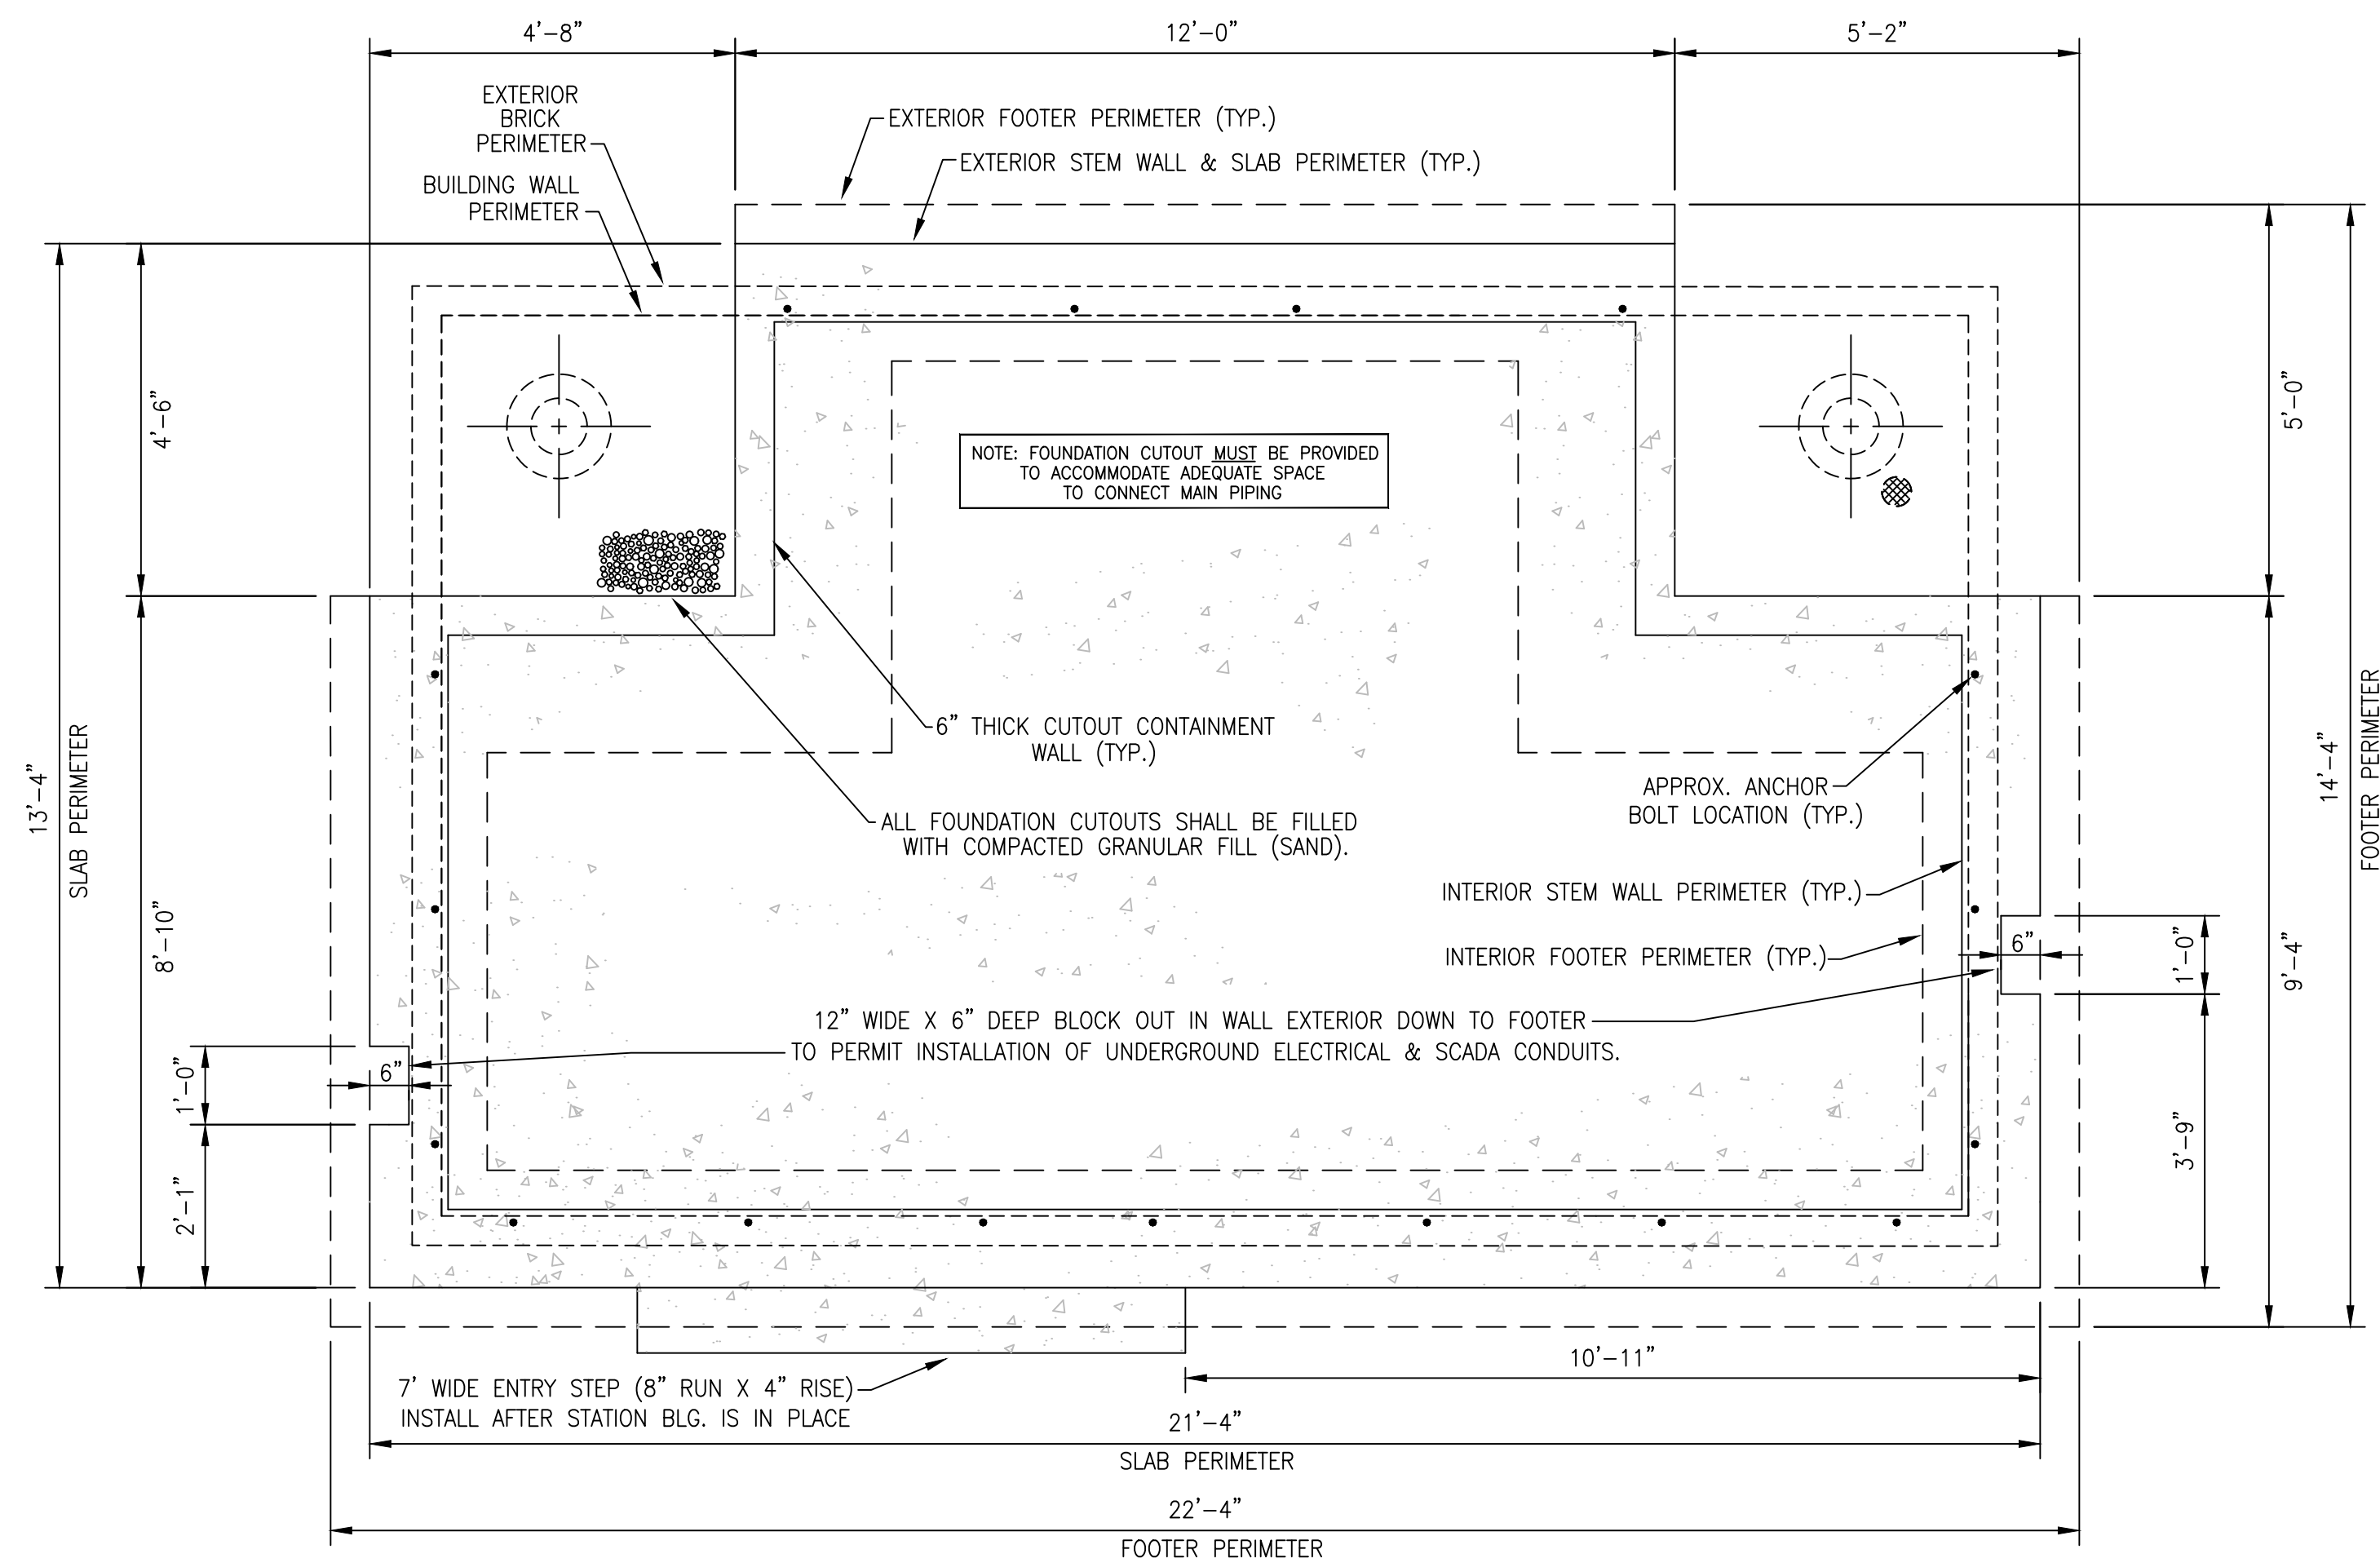 4'-8"
12'-0"
5'-2"
EXTERIOR
BRICK
PERIMETER
EXTERIOR FOOTER PERIMETER (TYP.)
EXTERIOR STEM WALL & SLAB PERIMETER (TYP.)
BUILDING WALL
PERIMETER
4'-6"
5'-0"
NOTE: FOUNDATION CUTOUT MUST BE PROVIDED
TO ACCOMMODATE ADEQUATE SPACE
TO CONNECT MAIN PIPING
13'-4"
SLAB PERIMETER
14'-4"
FOOTER PERIMETER
6" THICK CUTOUT CONTAINMENT
WALL (TYP.)
APPROX. ANCHOR
BOLT LOCATION (TYP.)
ALL FOUNDATION CUTOUTS SHALL BE FILLED
WITH COMPACTED GRANULAR FILL (SAND).
INTERIOR STEM WALL PERIMETER (TYP.)
8'-10"
INTERIOR FOOTER PERIMETER (TYP.)
6"
1'-0"
9'-4"
12" WIDE X 6" DEEP BLOCK OUT IN WALL EXTERIOR DOWN TO FOOTER
TO PERMIT INSTALLATION OF UNDERGROUND ELECTRICAL & SCADA CONDUITS.
1'-0"
6"
3'-9"
2'-1"
10'-11"
7' WIDE ENTRY STEP (8" RUN X 4" RISE)
INSTALL AFTER STATION BLG. IS IN PLACE
21'-4"
SLAB PERIMETER
22'-4"
FOOTER PERIMETER